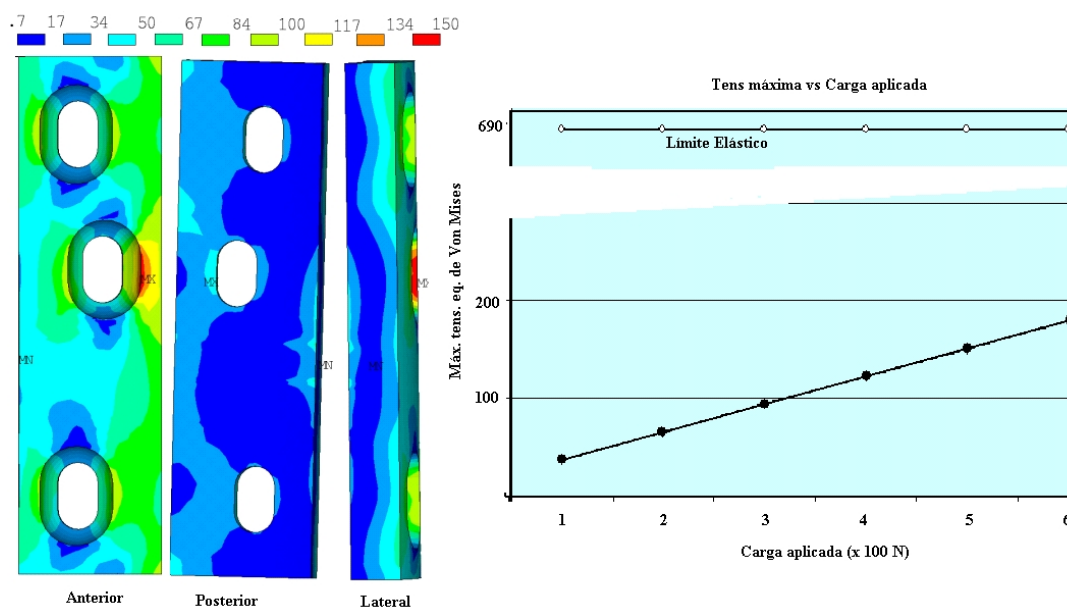 .7 17 34 50 67 84 100 117 134 150
MX
MN
MX
MN
MX
MN
Anterior Posterior Lateral
Tens máxima vs Carga aplicada
690
Límite Elástico
200
100
Máx. tens. eq. de Von Mises
1 2 3 4 5 6
Carga aplicada (x 100 N)